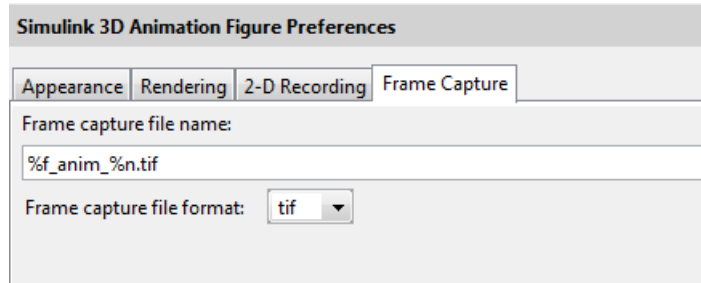 Simulink 3D Animation Figure Preferences
Appearance Rendering 2-D Recording Frame Capture
Frame capture file name:
%f_anim_%n.tif
Frame capture file format: tif